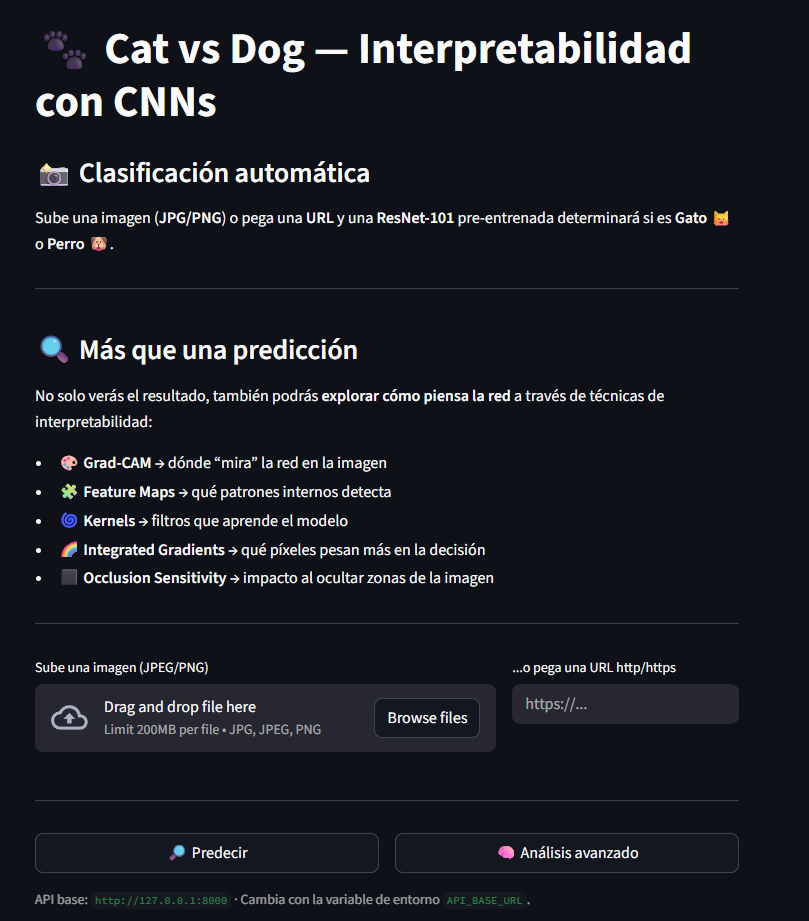 🐾 Cat vs Dog — Interpretabilidad
con CNNs
📸 Clasificación automática
Sube una imagen (JPG/PNG) o pega una URL y una ResNet-101 pre-entrenada determinará si es Gato 🐱
o Perro 🐶 .
🔍 Más que una predicción
No solo verás el resultado, también podrás explorar cómo piensa la red a través de técnicas de
interpretabilidad:
• 🎨 Grad-CAM → dónde “mira” la red en la imagen
• 🧩 Feature Maps → qué patrones internos detecta
• 🌀 Kernels → filtros que aprende el modelo
• 🌈 Integrated Gradients → qué píxeles pesan más en la decisión
• ⬛ Occlusion Sensitivity → impacto al ocultar zonas de la imagen
Sube una imagen (JPEG/PNG)
Drag and drop file here
Limit 200MB per file • JPG, JPEG, PNG
Browse files
...o pega una URL http/https
https://...
🔎 Predecir
🧠 Análisis avanzado
API base: http://127.0.0.1:8000 · Cambia con la variable de entorno API_BASE_URL .